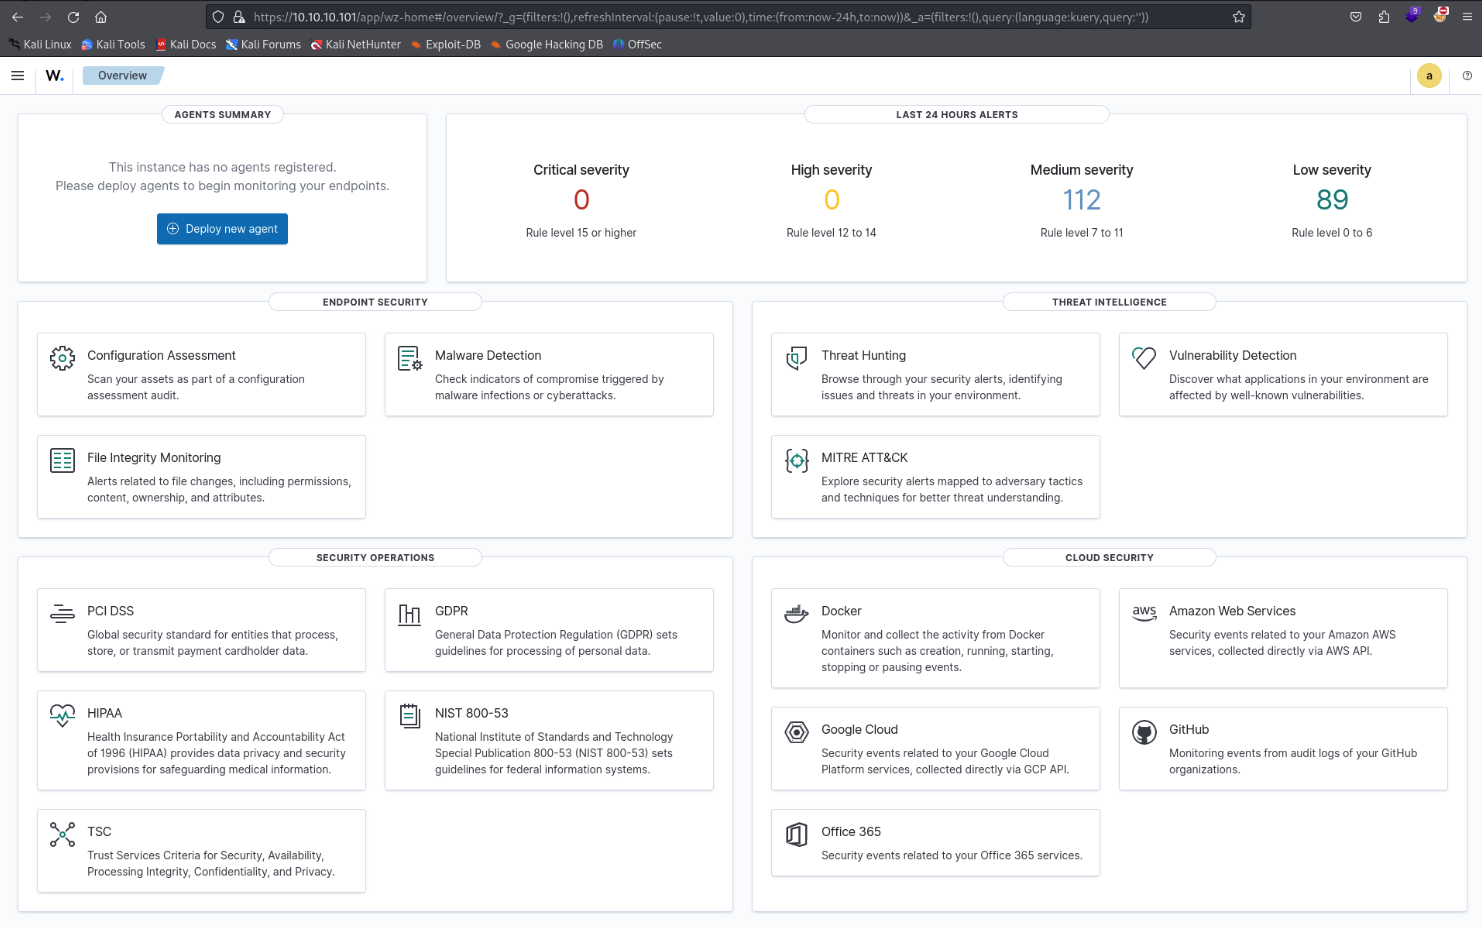 https://10.10.10.101/app/wz-home#/overview/?_g=(filters:!(),refreshInterval:(pause:!t,value:0),time:(from:now-24h,to:now))&_a=(filters:!(),query:(language:kuery,query:''))
9
Kali Linux Kali Tools Kali Docs Kali Forums Kali NetHunter Exploit-DB Google Hacking DB OffSec
W. Overview a
AGENTS SUMMARY
This instance has no agents registered.
Please deploy agents to begin monitoring your endpoints.
Deploy new agent
LAST 24 HOURS ALERTS
Critical severity
0
Rule level 15 or higher
High severity
0
Rule level 12 to 14
Medium severity
112
Rule level 7 to 11
Low severity
89
Rule level 0 to 6
ENDPOINT SECURITY
Configuration Assessment
Scan your assets as part of a configuration
assessment audit.
Malware Detection
Check indicators of compromise triggered by
malware infections or cyberattacks.
File Integrity Monitoring
Alerts related to file changes, including permissions,
content, ownership, and attributes.
THREAT INTELLIGENCE
Threat Hunting
Browse through your security alerts, identifying
issues and threats in your environment.
Vulnerability Detection
Discover what applications in your environment are
affected by well-known vulnerabilities.
MITRE ATT&CK
Explore security alerts mapped to adversary tactics
and techniques for better threat understanding.
SECURITY OPERATIONS
PCI DSS
Global security standard for entities that process,
store, or transmit payment cardholder data.
GDPR
General Data Protection Regulation (GDPR) sets
guidelines for processing of personal data.
HIPAA
Health Insurance Portability and Accountability Act
of 1996 (HIPAA) provides data privacy and security
provisions for safeguarding medical information.
NIST 800-53
National Institute of Standards and Technology
Special Publication 800-53 (NIST 800-53) sets
guidelines for federal information systems.
TSC
Trust Services Criteria for Security, Availability,
Processing Integrity, Confidentiality, and Privacy.
CLOUD SECURITY
Docker
Monitor and collect the activity from Docker
containers such as creation, running, starting,
stopping or pausing events.
aws
Amazon Web Services
Security events related to your Amazon AWS
services, collected directly via AWS API.
Google Cloud
Security events related to your Google Cloud
Platform services, collected directly via GCP API.
GitHub
Monitoring events from audit logs of your GitHub
organizations.
Office 365
Security events related to your Office 365 services.